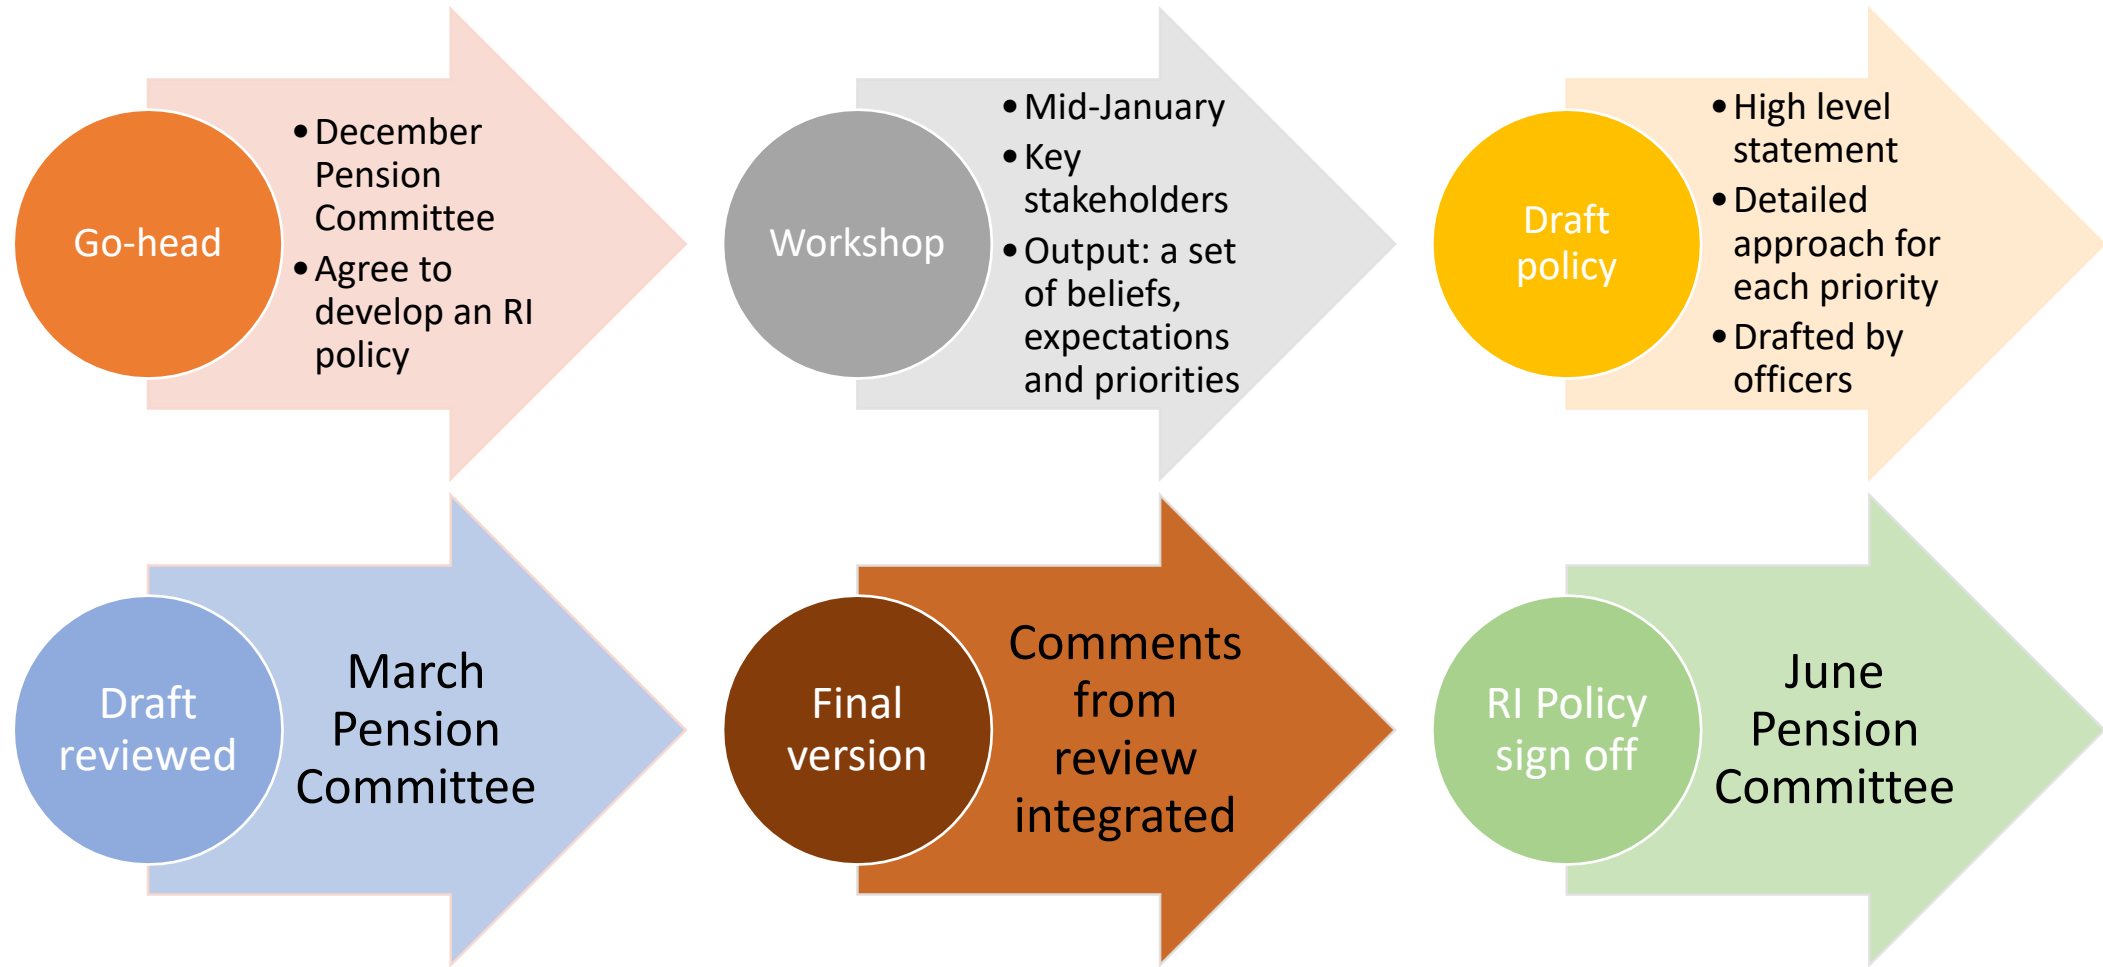 Go-head
• December
Pension
Committee
• Agree to
develop an RI
policy
Workshop
• Mid-January
• Key
stakeholders
• Output: a set
of beliefs,
expectations
and priorities
Draft
policy
• High level
statement
• Detailed
approach for
each priority
• Drafted by
officers
Draft
reviewed
March
Pension
Committee
Final
version
Comments
from
review
integrated
RI Policy
sign off
June
Pension
Committee